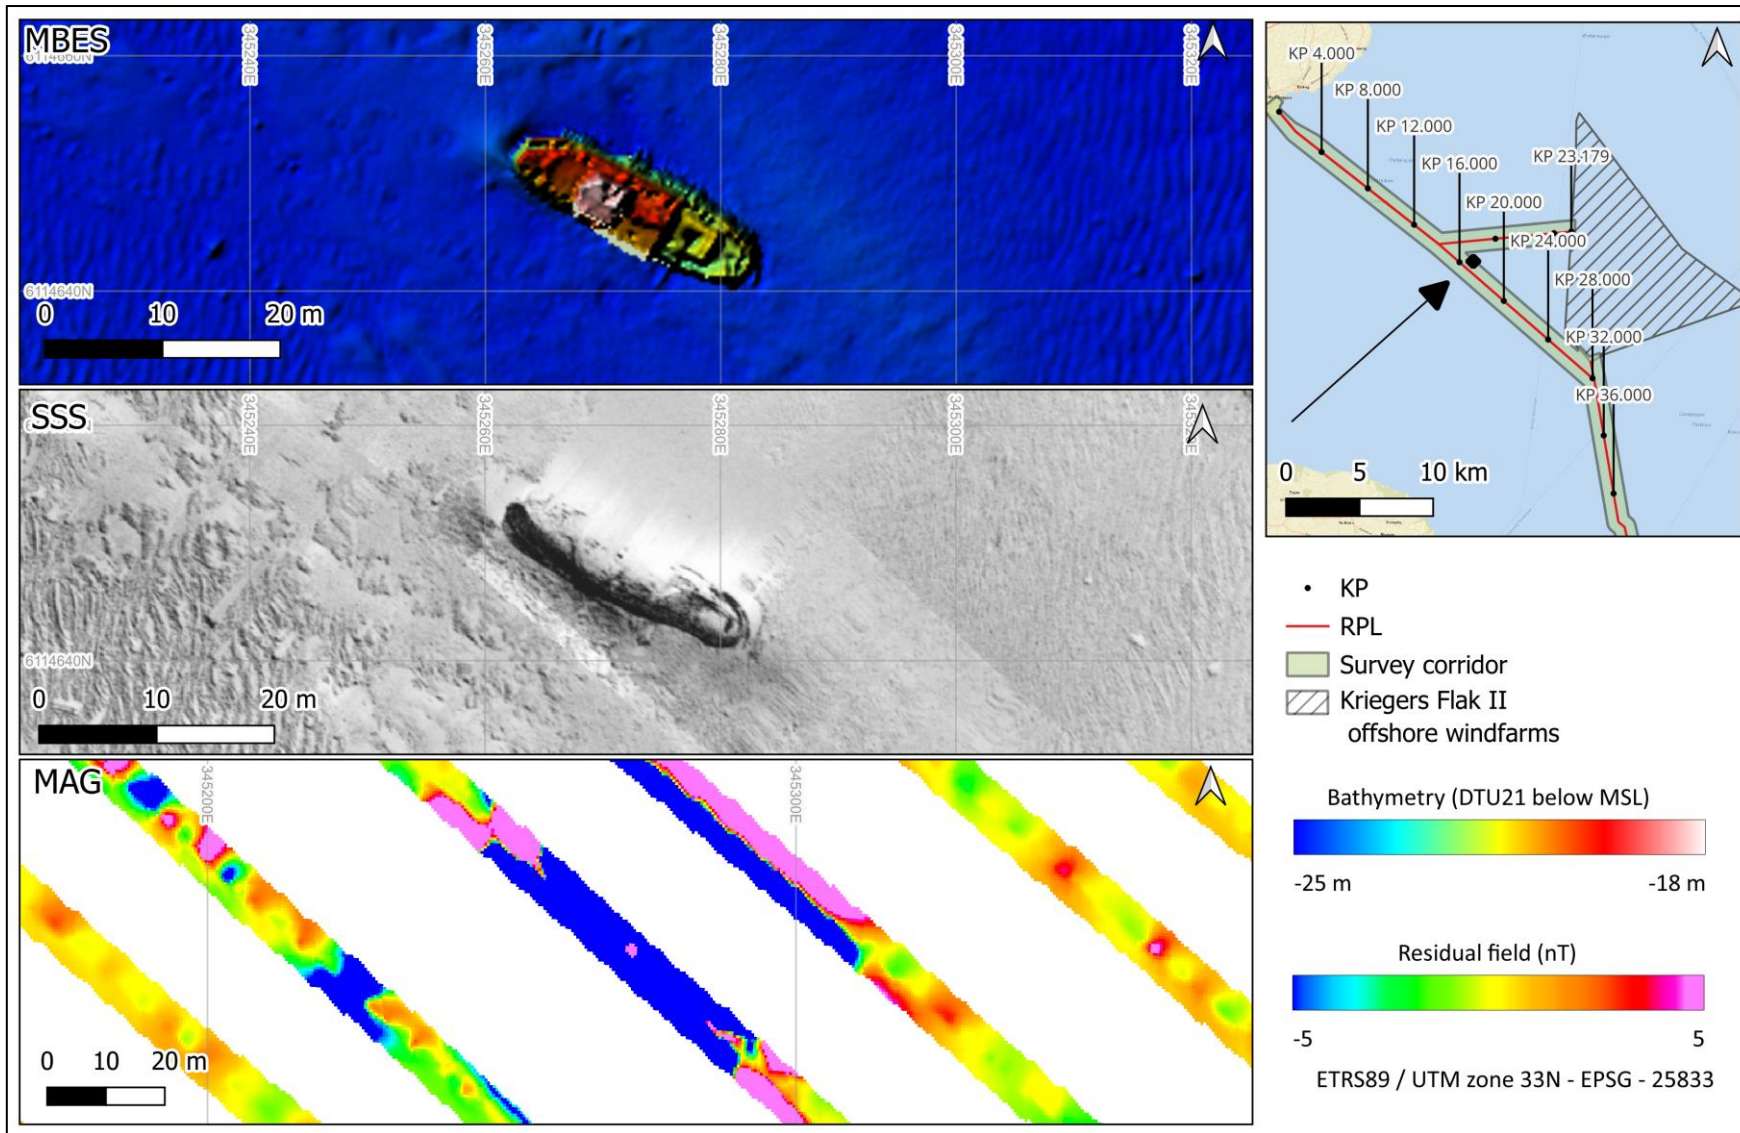 MBES
6114660N
345240E
345260E
345280E
345300E
345320E
6114640N
0 10 20 m
SSS
345240E
345260E
345280E
345300E
6114640N
0 10 20 m
MAG
345200E
345300E
0 10 20 m
KP 4.000
KP 8.000
KP 12.000
KP 16.000
KP 23.179
KP 20.000
KP 24.000
KP 28.000
KP 32.000
KP 36.000
0 5 10 km
KP
RPL
Survey corridor
Kriegers Flak II
offshore windfarms
Bathymetry (DTU21 below MSL)
-25 m -18 m
Residual field (nT)
-5 5
ETRS89 / UTM zone 33N - EPSG - 25833